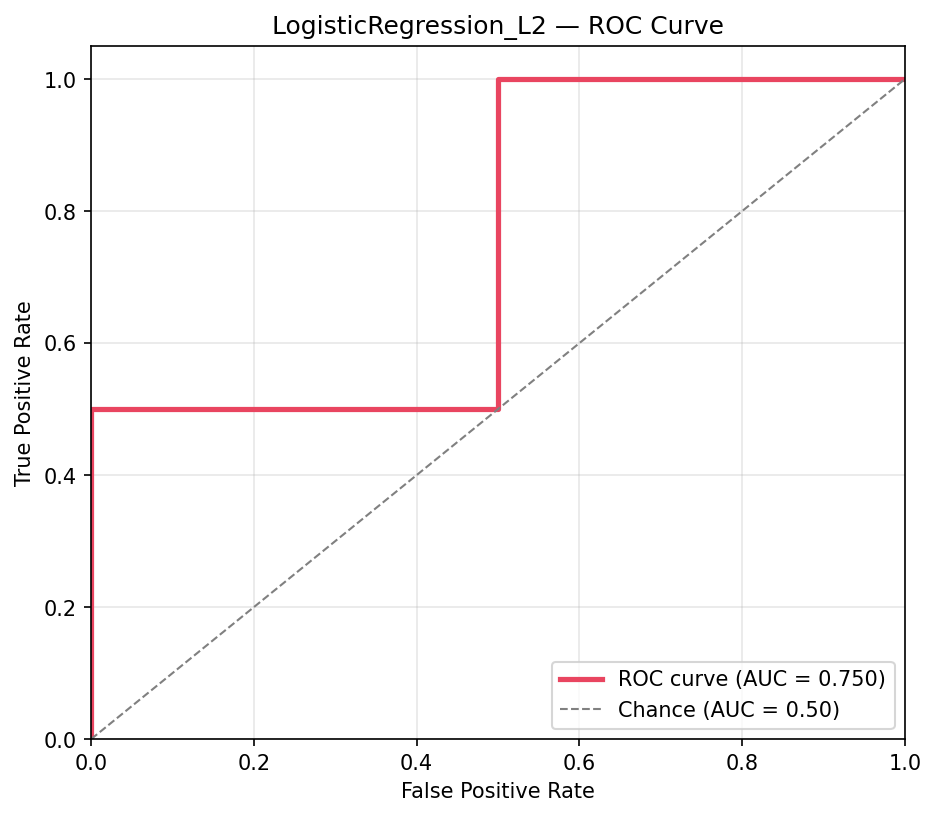 LogisticRegression_L2 — ROC Curve
True Positive Rate
1.0
0.8
0.6
0.4
0.2
0.0
0.0 0.2 0.4 0.6 0.8 1.0
False Positive Rate
ROC curve (AUC = 0.750)
Chance (AUC = 0.50)